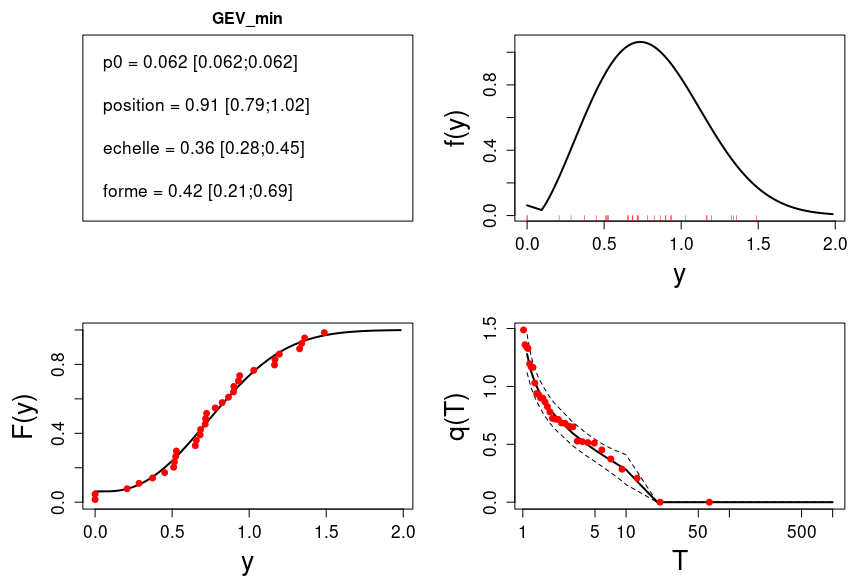 GEV_min
p0 = 0.062 [0.062;0.062]
position = 0.91 [0.79;1.02]
echelle = 0.36 [0.28;0.45]
forme = 0.42 [0.21;0.69]
f(y)
0.0 0.4 0.8
0.0 0.5 1.0 1.5 2.0
y
F(y)
0.0 0.4 0.8
0.0 0.5 1.0 1.5 2.0
y
q(T)
0.0 0.5 1.0 1.5
1 5 10 50 500
T